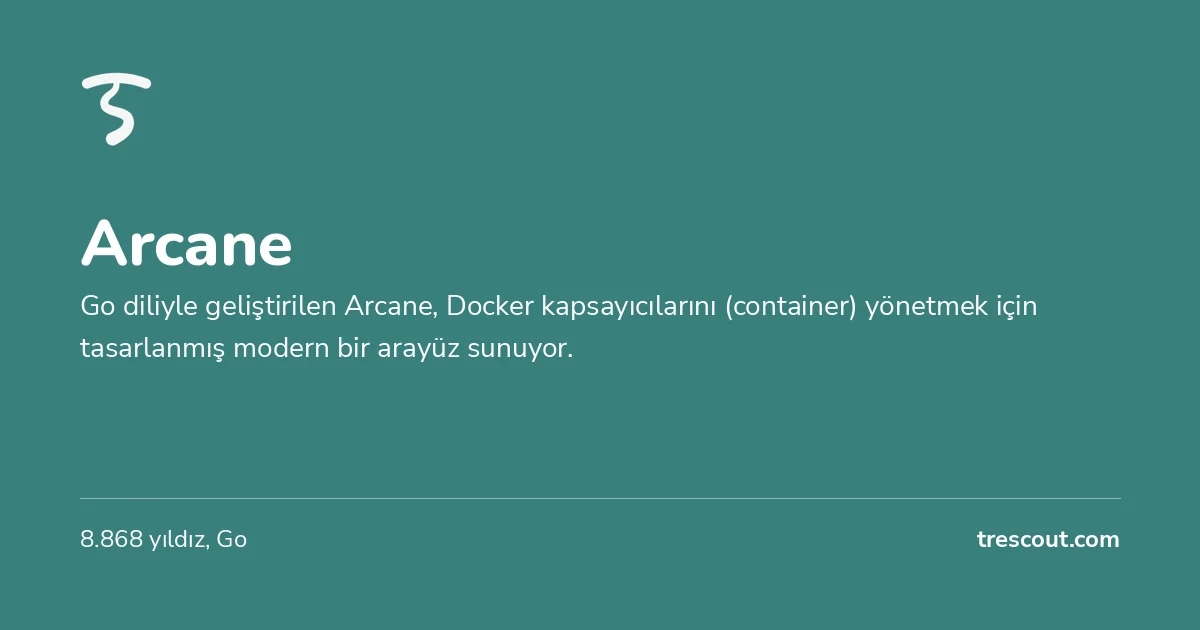 Arcane
Go diliyle geliştirilen Arcane, Docker kapsayıcılarını (container) yönetmek için
tasarlanmış modern bir arayüz sunuyor.
8.868 yıldız, Go
trescout.com